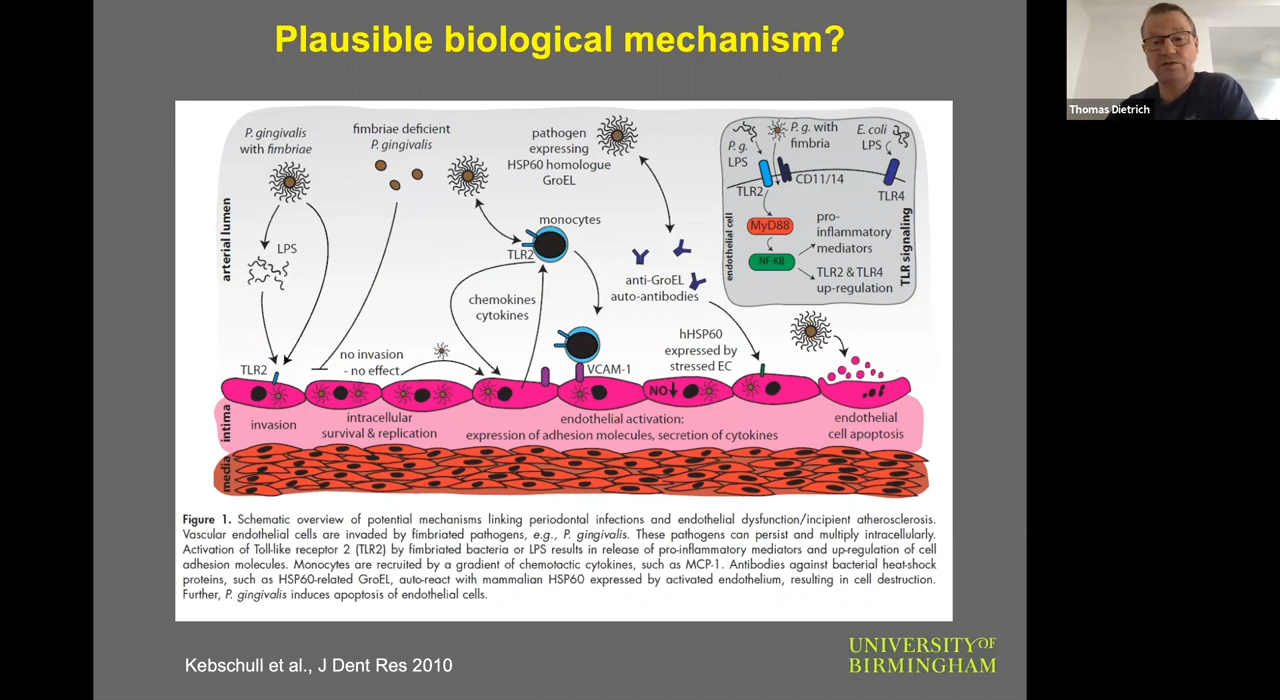 Plausible biological mechanism?
Thomas Dietrich
P. gingivalis
with fimbriae
fimbriae deficient
P. gingivalis
pathogen
expressing
HSP60 homologue
GroEL
P. g. with
fimbria
E. coli
LPS
P. g.
LPS
CD11/14
TLR2
TLR4
MyD88
NF-KB
pro-
inflammatory
mediators
TLR2 & TLR4
up-regulation
endothelial cell
TLR signaling
arterial lumen
LPS
monocytes
TLR2
anti-GroEL
auto-antibodies
chemokines
cytokines
hHSP60
expressed by
stressed EC
no invasion
- no effect
TLR2
VCAM-1
NO↓
intima
invasion
intracellular
survival & replication
endothelial activation:
expression of adhesion molecules, secretion of cytokines
endothelial
cell apoptosis
media
Figure 1. Schematic overview of potential mechanisms linking periodontal infections and endothelial dysfunction/incipient atherosclerosis.
Vascular endothelial cells are invaded by fimbriated pathogens, e.g., P. gingivalis. These pathogens can persist and multiply intracellularly.
Activation of Toll-like receptor 2 (TLR2) by fimbriated bacteria or LPS results in release of pro-inflammatory mediators and up-regulation of cell
adhesion molecules. Monocytes are recruited by a gradient of chemotactic cytokines, such as MCP-1. Antibodies against bacterial heat-shock
proteins, such as HSP60-related GroEL, auto-react with mammalian HSP60 expressed by activated endothelium, resulting in cell destruction.
Further, P. gingivalis induces apoptosis of endothelial cells.
Kebschull et al., J Dent Res 2010
UNIVERSITY OF
BIRMINGHAM